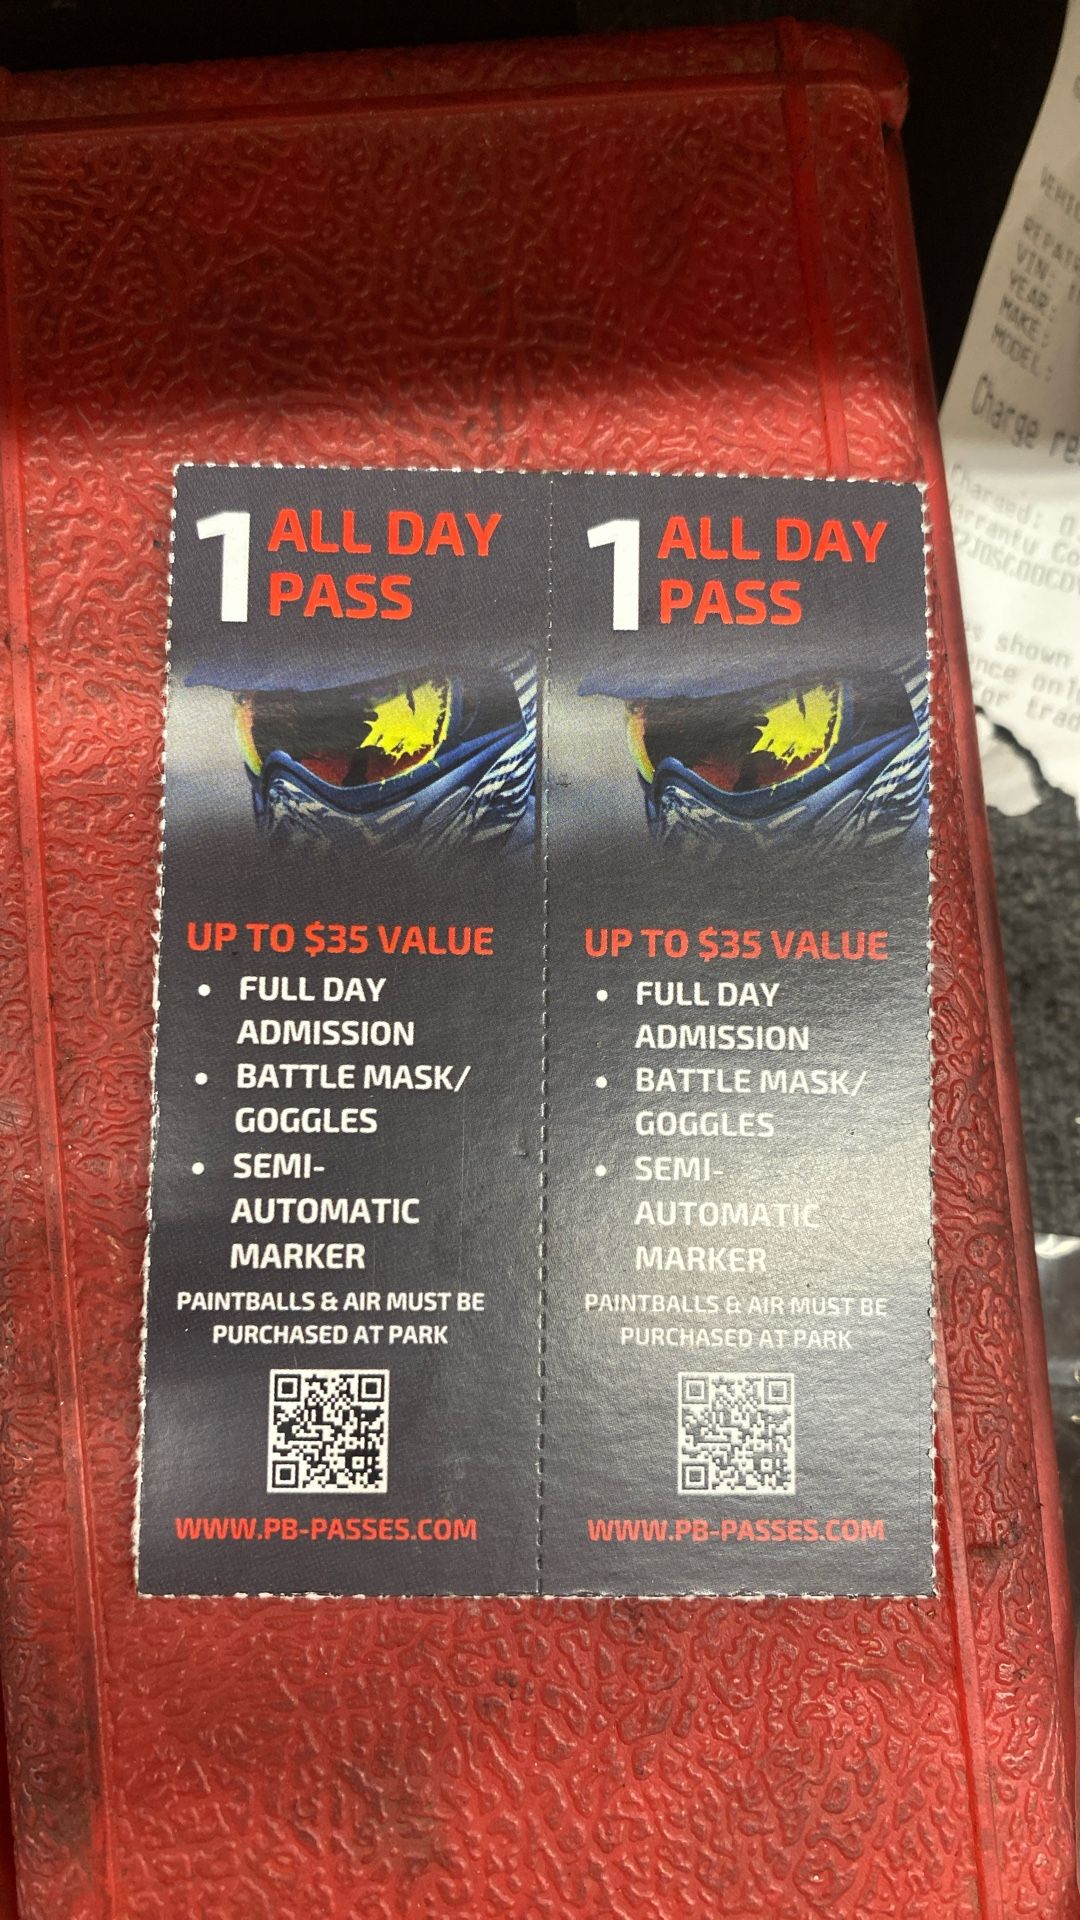 1 ALL DAY
PASS
UP TO $35 VALUE
• FULL DAY
ADMISSION
• BATTLE MASK/
GOGGLES
• SEMI-
AUTOMATIC
MARKER
PAINTBALLS & AIR MUST BE
PURCHASED AT PARK
WWW.PB-PASSES.COM
1 ALL DAY
PASS
UP TO $35 VALUE
• FULL DAY
ADMISSION
• BATTLE MASK/
GOGGLES
• SEMI-
AUTOMATIC
MARKER
PAINTBALLS & AIR MUST BE
PURCHASED AT PARK
WWW.PB-PASSES.COM
VIN:
YEAR:
MAKE:
MODEL:
Charge
Charged:
shown